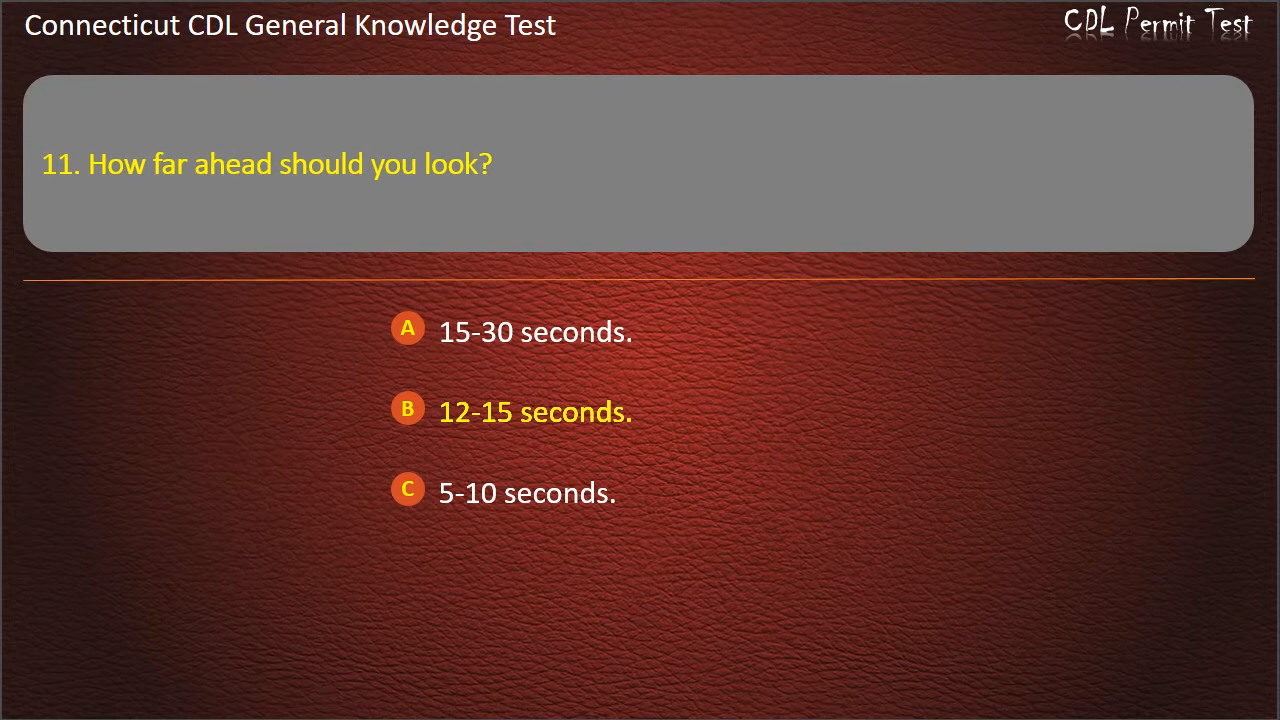 Connecticut CDL General Knowledge Test
CDL Permit Test
11. How far ahead should you look?
A 15-30 seconds.
B 12-15 seconds.
C 5-10 seconds.